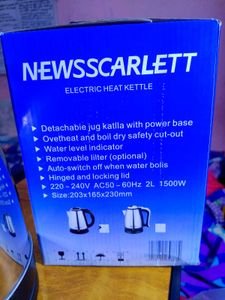 NEWSSCARLETT
ELECTRIC HEAT KETTLE
Detachabie jug katlla with power base
Ovetheat and boil dry safety cut-out
Water level indicator
Removable lilter (optional)
Auto-switch off when water bolis
Hinged and locking lid
220~240V AC50~60Hz 2L 1500W
Size:203x165x230mm